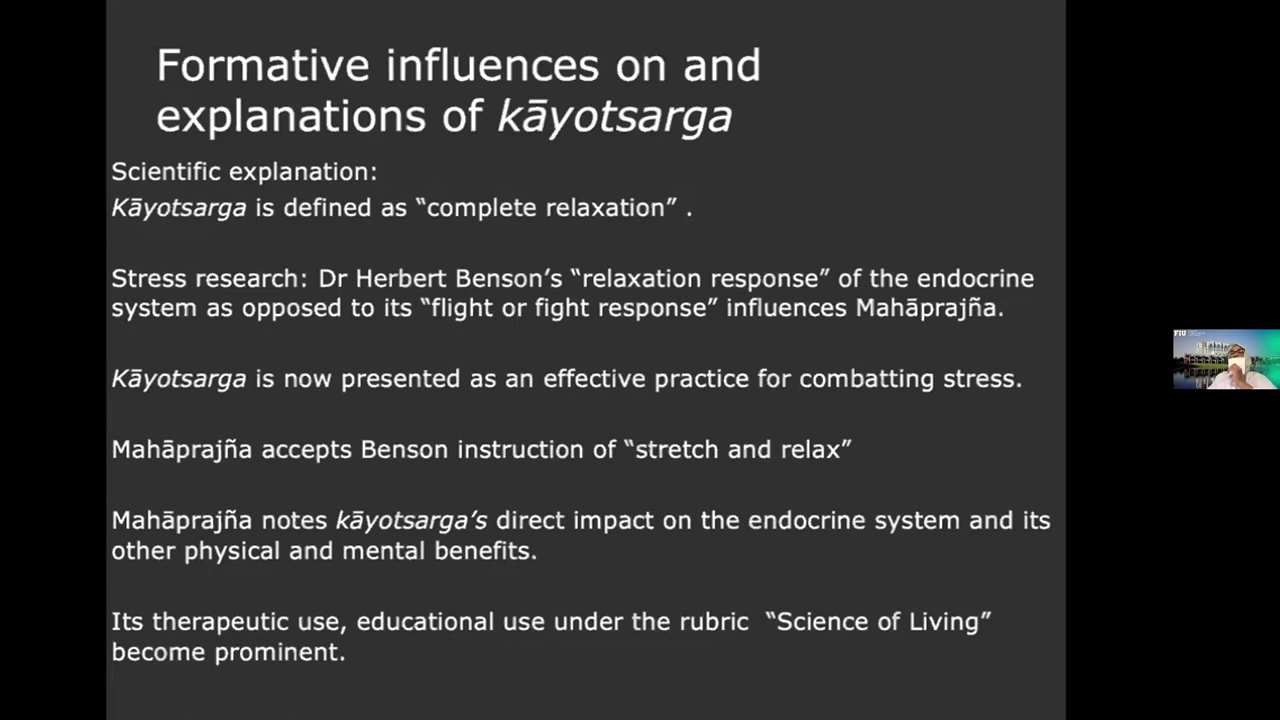 Formative influences on and
explanations of kāyotsarga
Scientific explanation:
Kāyotsarga is defined as “complete relaxation” .
Stress research: Dr Herbert Benson’s “relaxation response” of the endocrine
system as opposed to its “flight or fight response” influences Mahāprajña.
Kāyotsarga is now presented as an effective practice for combatting stress.
Mahāprajña accepts Benson instruction of “stretch and relax”
Mahāprajña notes kāyotsarga’s direct impact on the endocrine system and its
other physical and mental benefits.
Its therapeutic use, educational use under the rubric  “Science of Living”
become prominent.
FIU